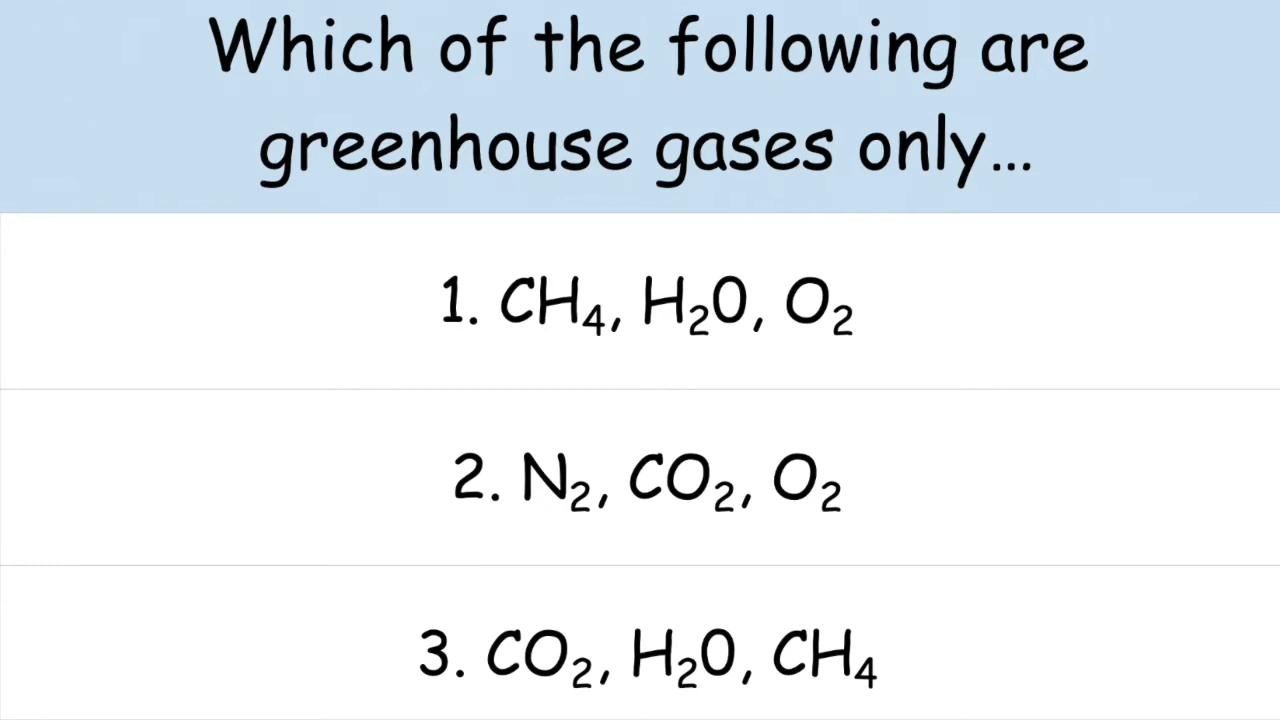 Which of the following are
greenhouse gases only…
1. CH₄, H₂0, O₂
2. N₂, CO₂, O₂
3. CO₂, H₂0, CH₄